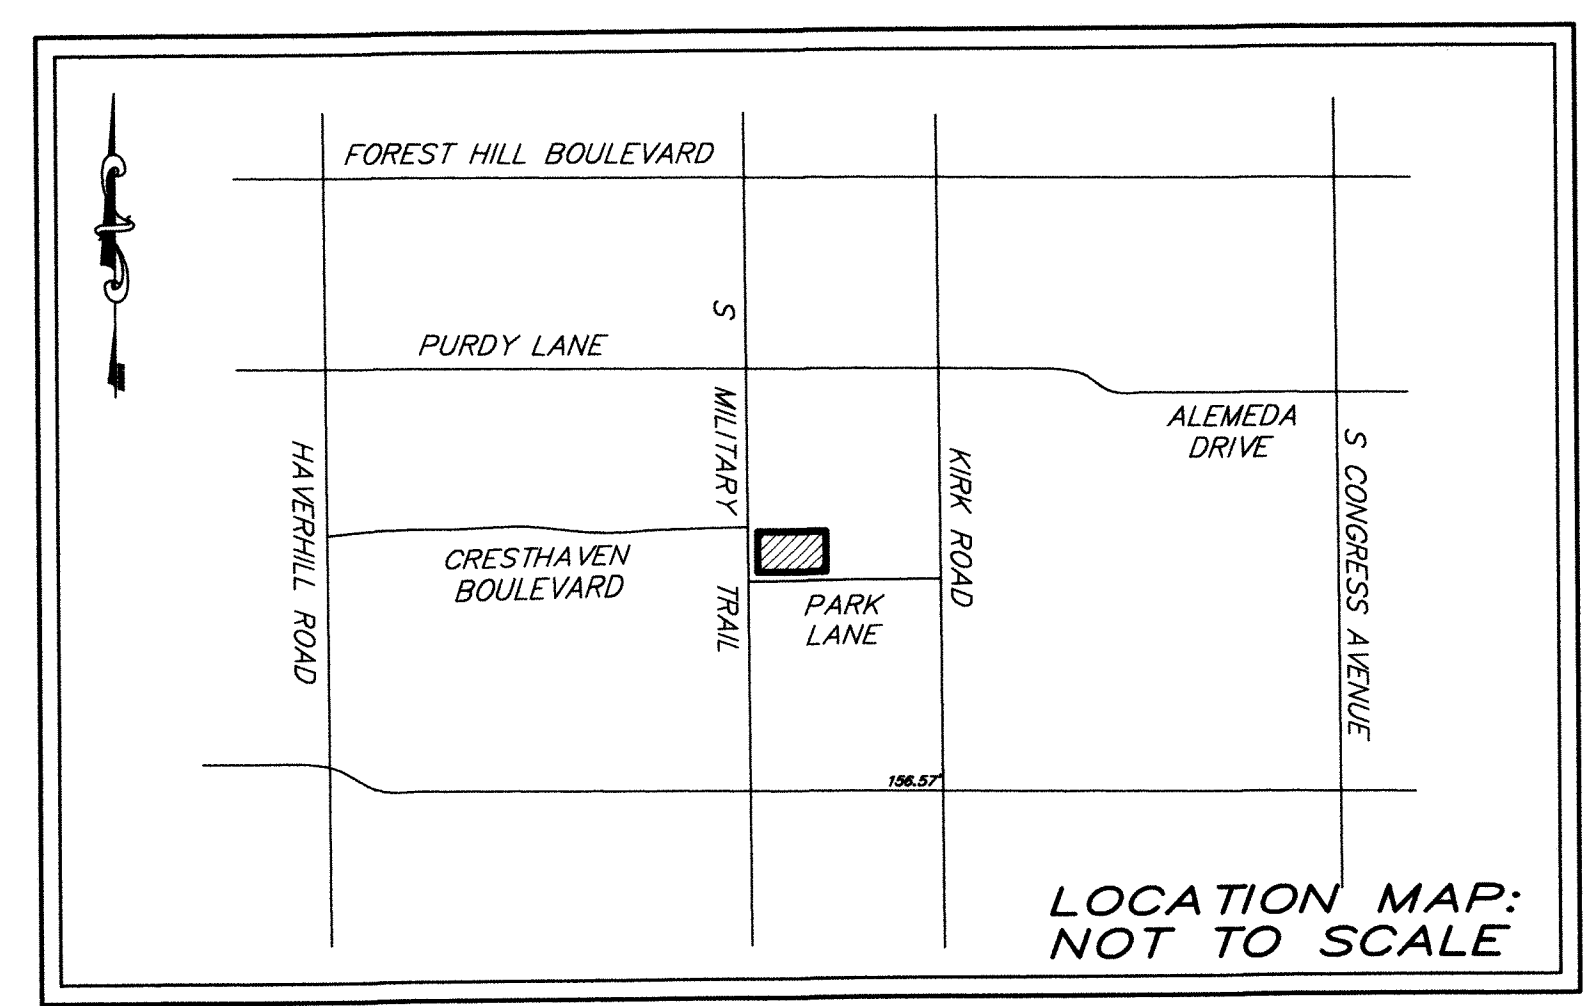 FOREST HILL BOULEVARD
S
MILITARY
TRAIL
PURDY LANE
ALEMEDA
DRIVE
HAVERHILL ROAD
KIRK ROAD
S CONGRESS AVENUE
CRESTHAVEN
BOULEVARD
PARK
LANE
156.57'
LOCATION MAP:
NOT TO SCALE